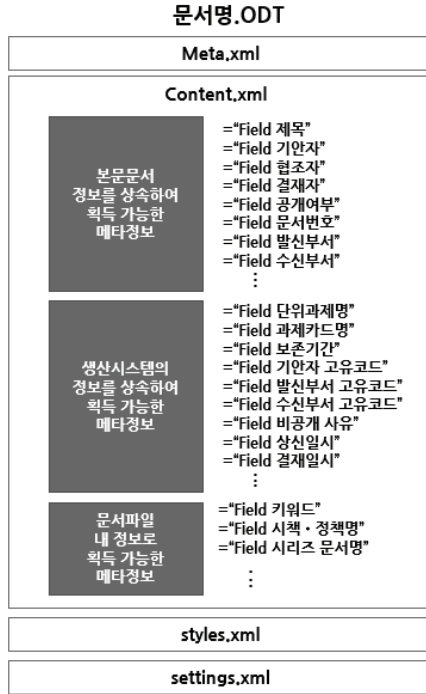 문서명.ODT
Meta.xml
Content.xml
본문문서
정보를 상속하여
획득 가능한
메타정보
="Field 제목"
="Field 기안자"
="Field 협조자"
="Field 결재자"
="Field 공개여부"
="Field 문서번호"
="Field 발신부서"
="Field 수신부서"
⋮
생산시스템의
정보를 상속하여
획득 가능한
메타정보
="Field 단위과제명"
="Field 과제카드명"
="Field 보존기간"
="Field 기안자 고유코드"
="Field 발신부서 고유코드"
="Field 수신부서 고유코드"
="Field 비공개 사유"
="Field 상신일시"
="Field 결재일시"
⋮
문서파일
내 정보로
획득 가능한
메타정보
="Field 키워드"
="Field 시책・정책명"
="Field 시리즈 문서명"
⋮
styles.xml
settings.xml